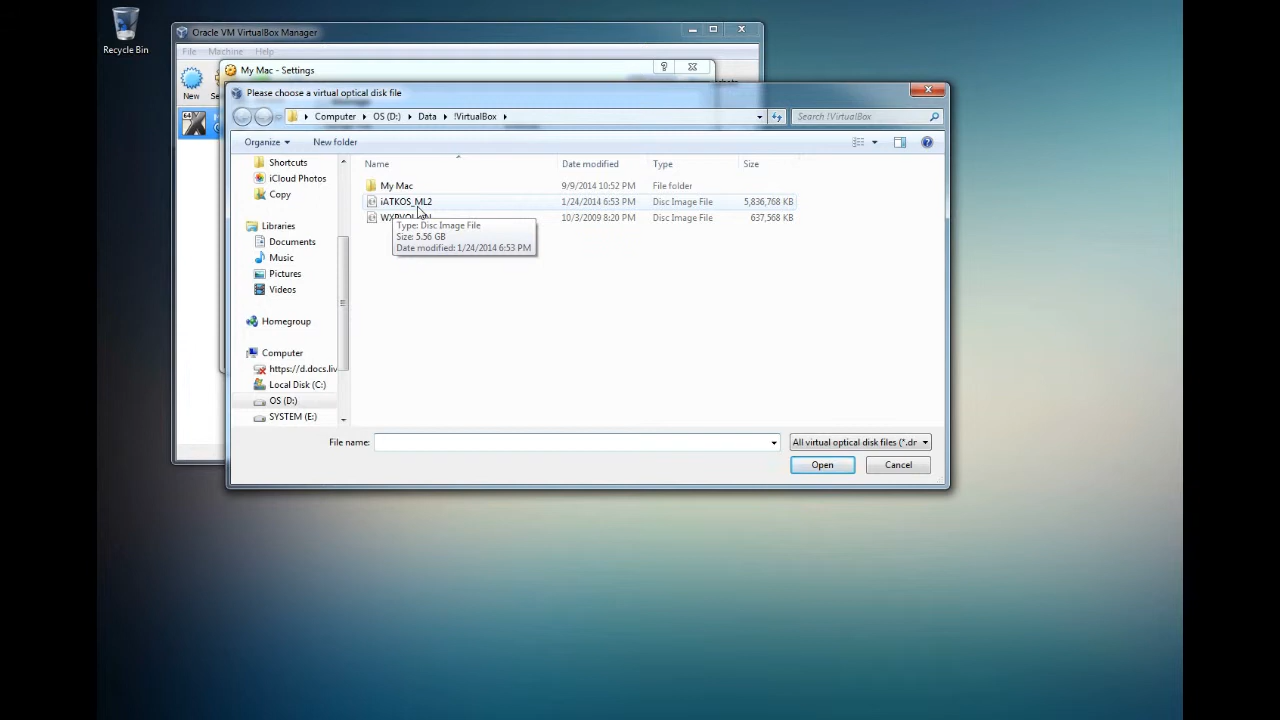 Recycle Bin
Oracle VM VirtualBox Manager
File Machine Help
New
My Mac - Settings
Please choose a virtual optical disk file
Computer OS (D:) Data !VirtualBox
Search !VirtualBox
Organize New folder
Name Date modified Type Size
My Mac 9/9/2014 10:52 PM File folder
iATKOS_ML2 1/24/2014 6:53 PM Disc Image File 5,836,768 KB
10/3/2009 8:20 PM Disc Image File 637,568 KB
Type: Disc Image File
Size: 5.56 GB
Date modified: 1/24/2014 6:53 PM
Shortcuts
iCloud Photos
Copy
Libraries
Documents
Music
Pictures
Videos
Homegroup
Computer
https://d.docs.liv
Local Disk (C:)
OS (D:)
SYSTEM (E:)
File name:
All virtual optical disk files (*.dr
Open Cancel